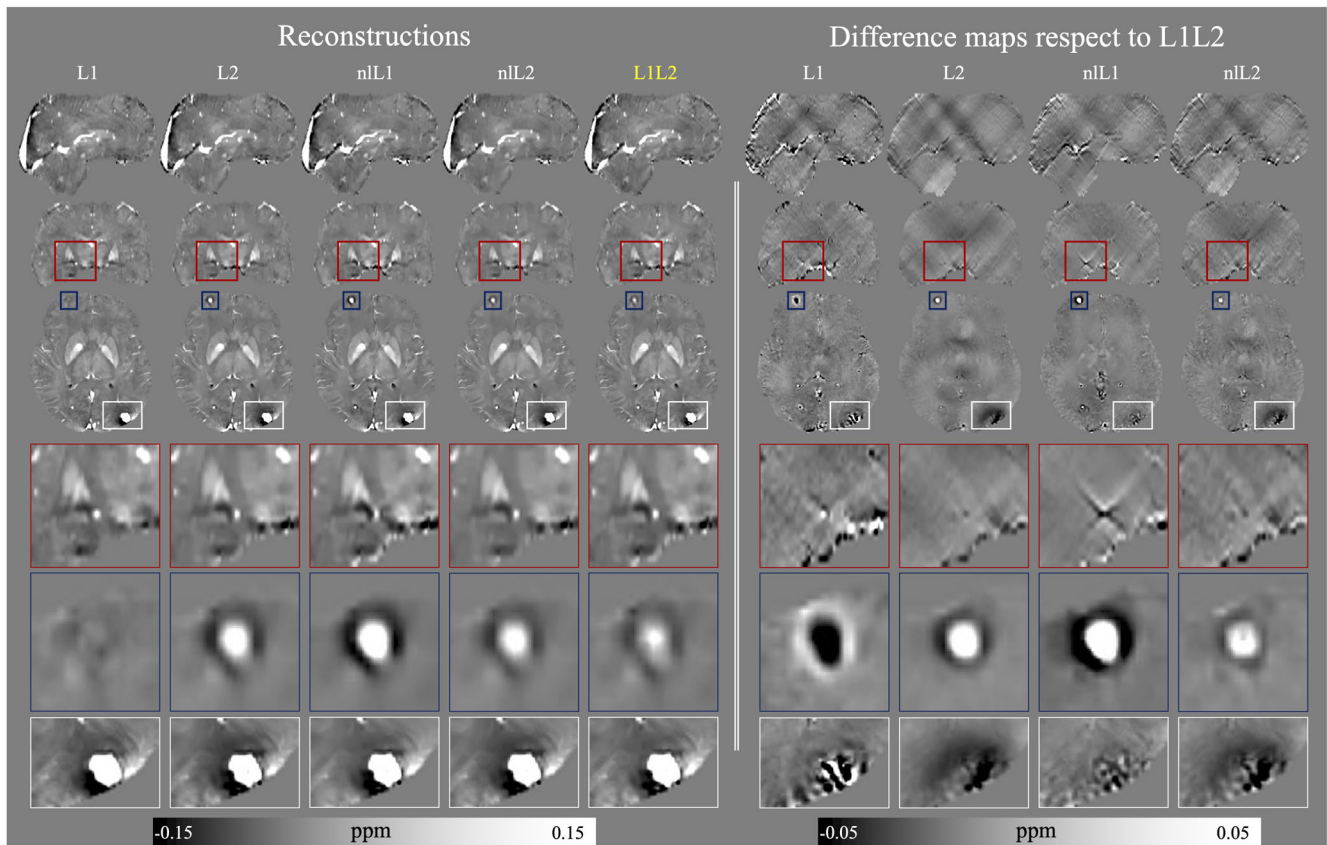 Reconstructions
Difference maps respect to L1L2
L1 L2 nlL1 nlL2 L1L2
L1 L2 nlL1 nlL2
-0.15 ppm 0.15
-0.05 ppm 0.05